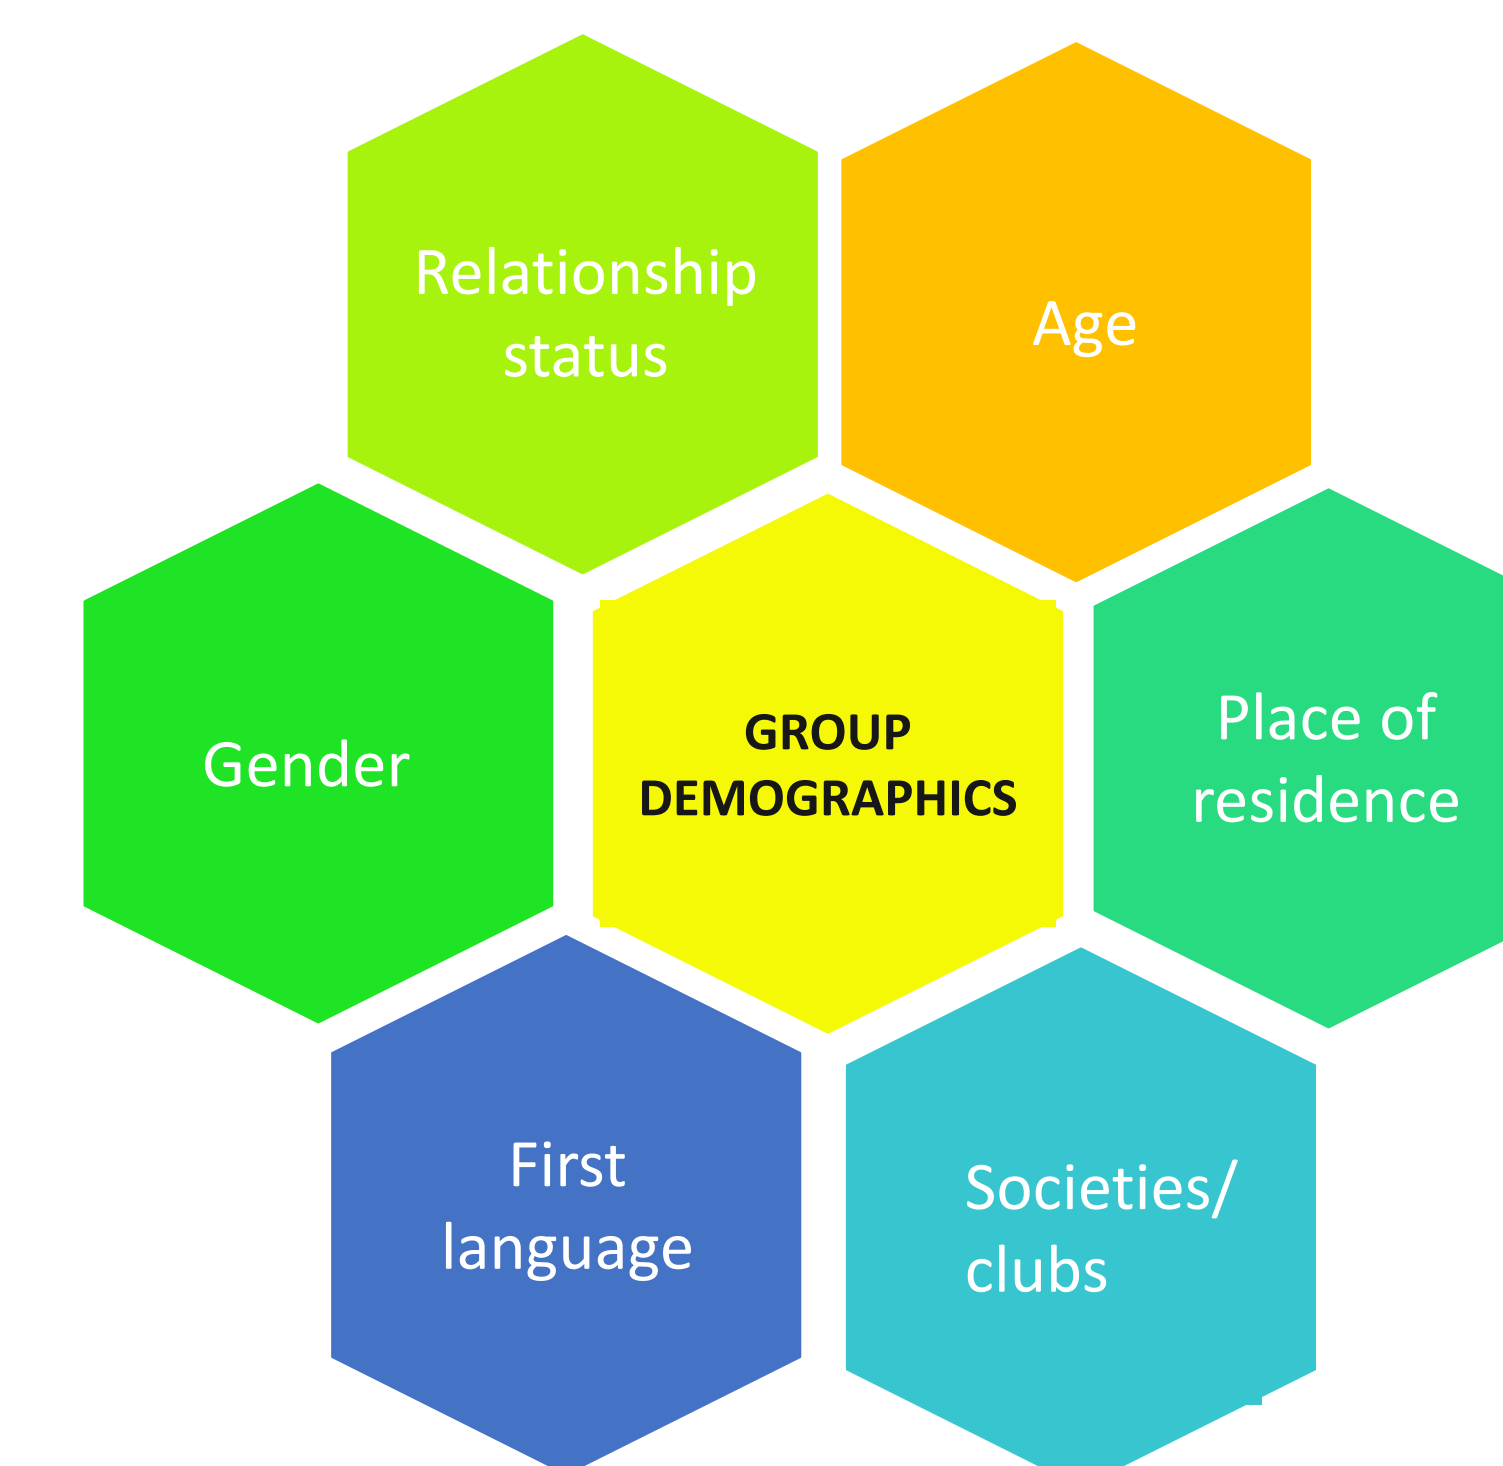 Relationship
status
Age
Gender
GROUP
DEMOGRAPHICS
Place of
residence
First
language
Societies/
clubs